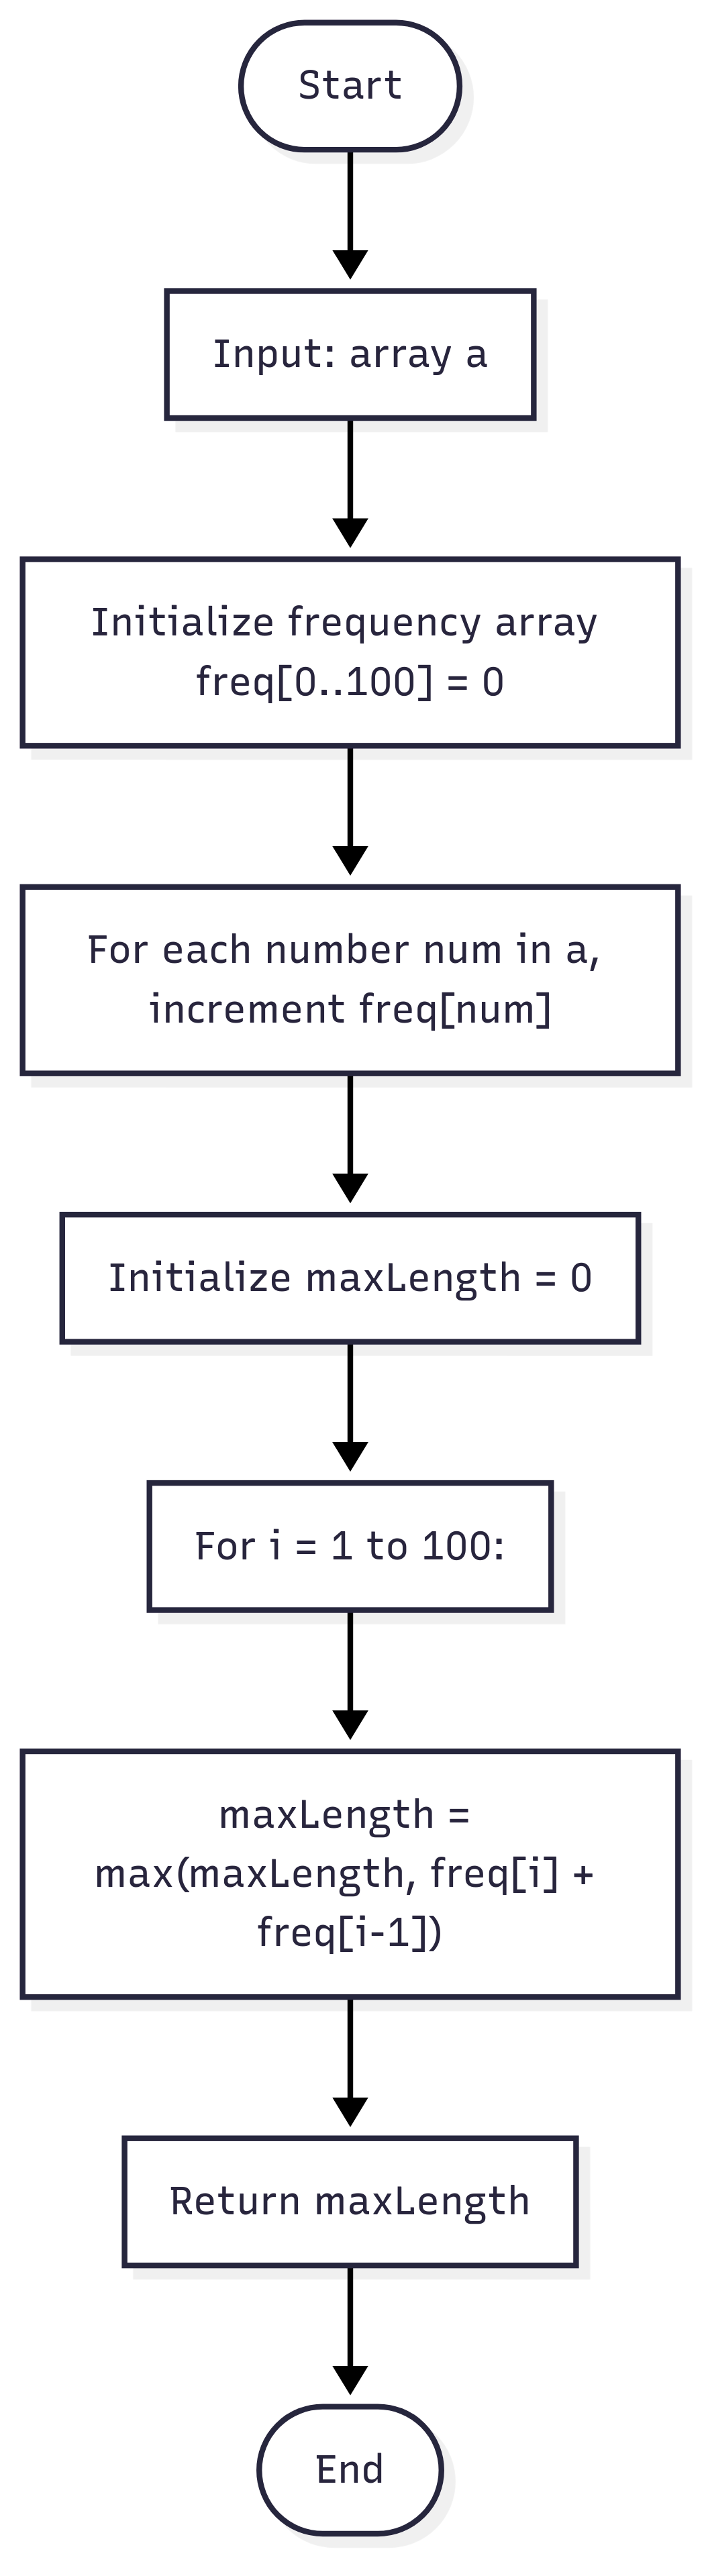 Start
Input: array a
Initialize frequency array
freq[0..100] = 0
For each number num in a,
increment freq[num]
Initialize maxLength = 0
For i = 1 to 100:
maxLength =
max(maxLength, freq[i] +
freq[i-1])
Return maxLength
End